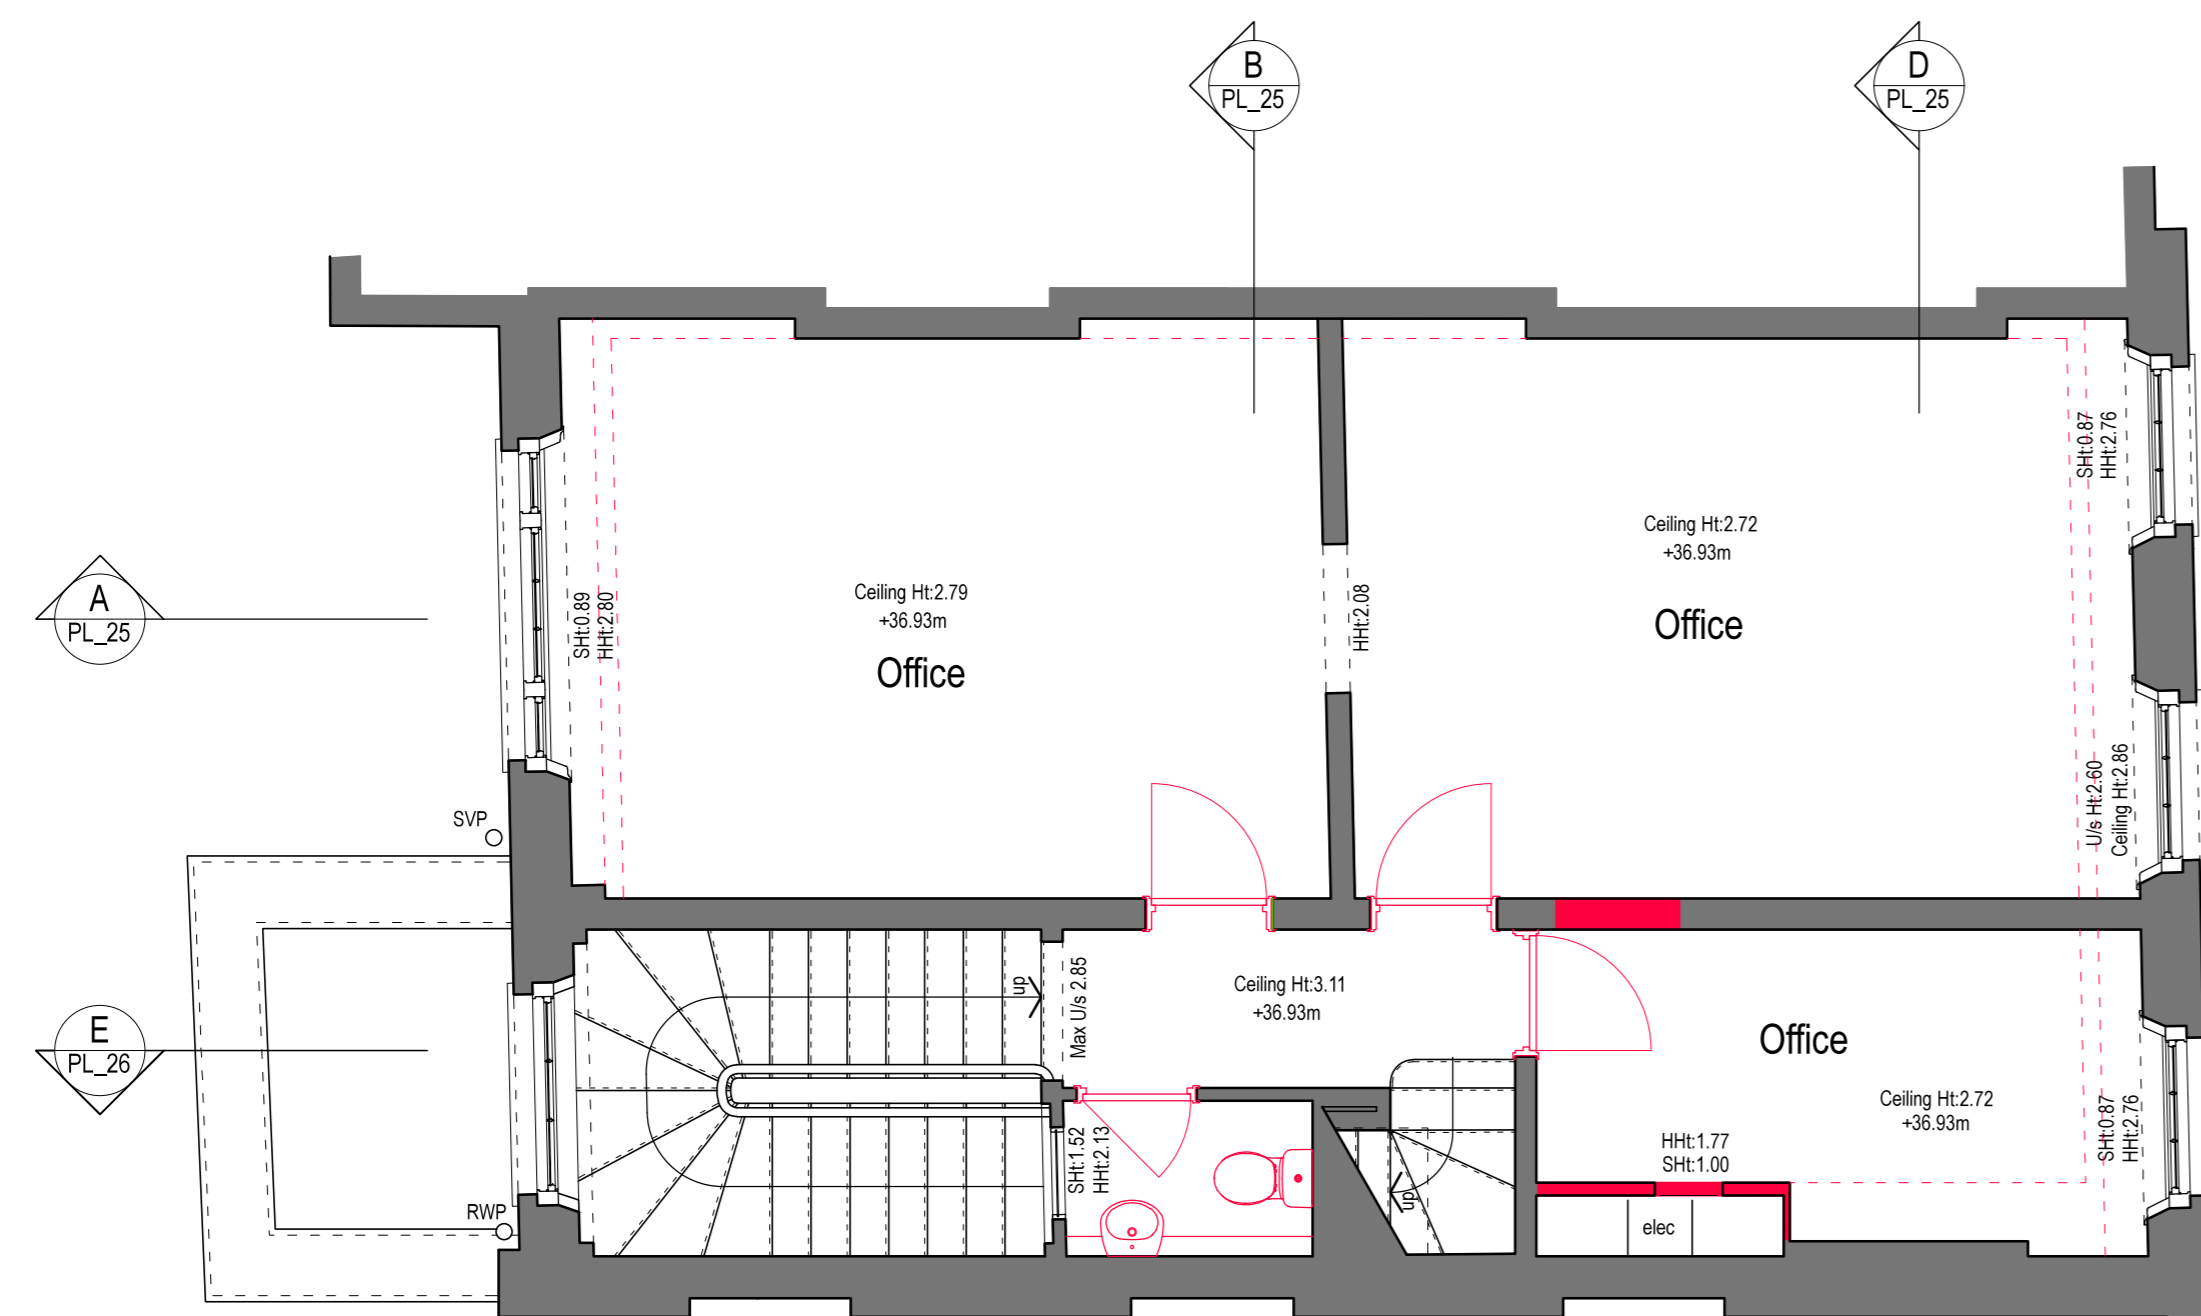 B
PL_25
D
PL_25
SHt:0.87
HHt:2.76
Ceiling Ht:2.72
+36.93m
Office
Ceiling Ht:2.79
+36.93m
Office
SHt:0.89
HHt:2.80
HHt:2.08
A
PL_25
U/s Ht:2.60
Ceiling Ht:2.86
SVP
up
Max U/s 2.85
Ceiling Ht:3.11
+36.93m
Office
E
PL_26
Ceiling Ht:2.72
+36.93m
SHt:0.87
HHt:2.76
SHt:1.52
HHt:2.13
HHt:1.77
SHt:1.00
up
RWP
elec